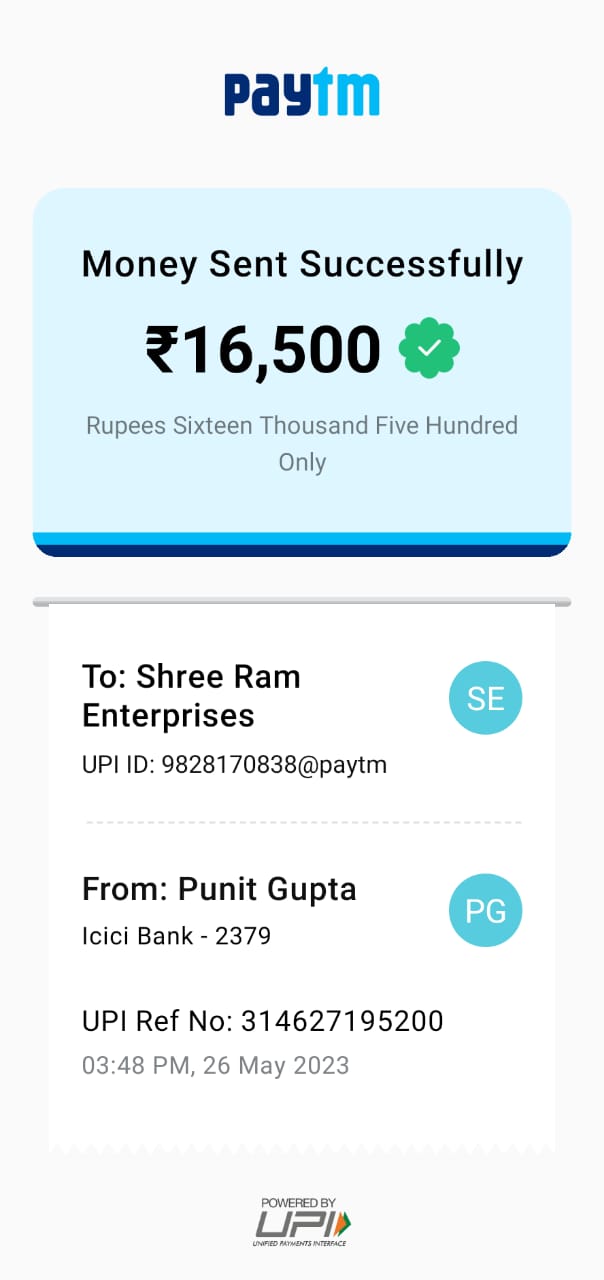 paytm
Money Sent Successfully
₹16,500
Rupees Sixteen Thousand Five Hundred
Only
To: Shree Ram
Enterprises
SE
UPI ID: 9828170838@paytm
From: Punit Gupta
PG
Icici Bank - 2379
UPI Ref No: 314627195200
03:48 PM, 26 May 2023
POWERED BY
UPI
UNIFIED PAYMENTS INTERFACE